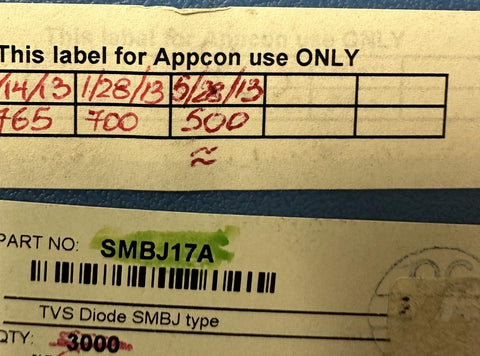 This label for Appcon use ONLY
/14/13 1/28/13 5/28/13
765 700 500
≈
PART NO: SMBJ17A
TVS Diode SMBJ type
QTY: 3000